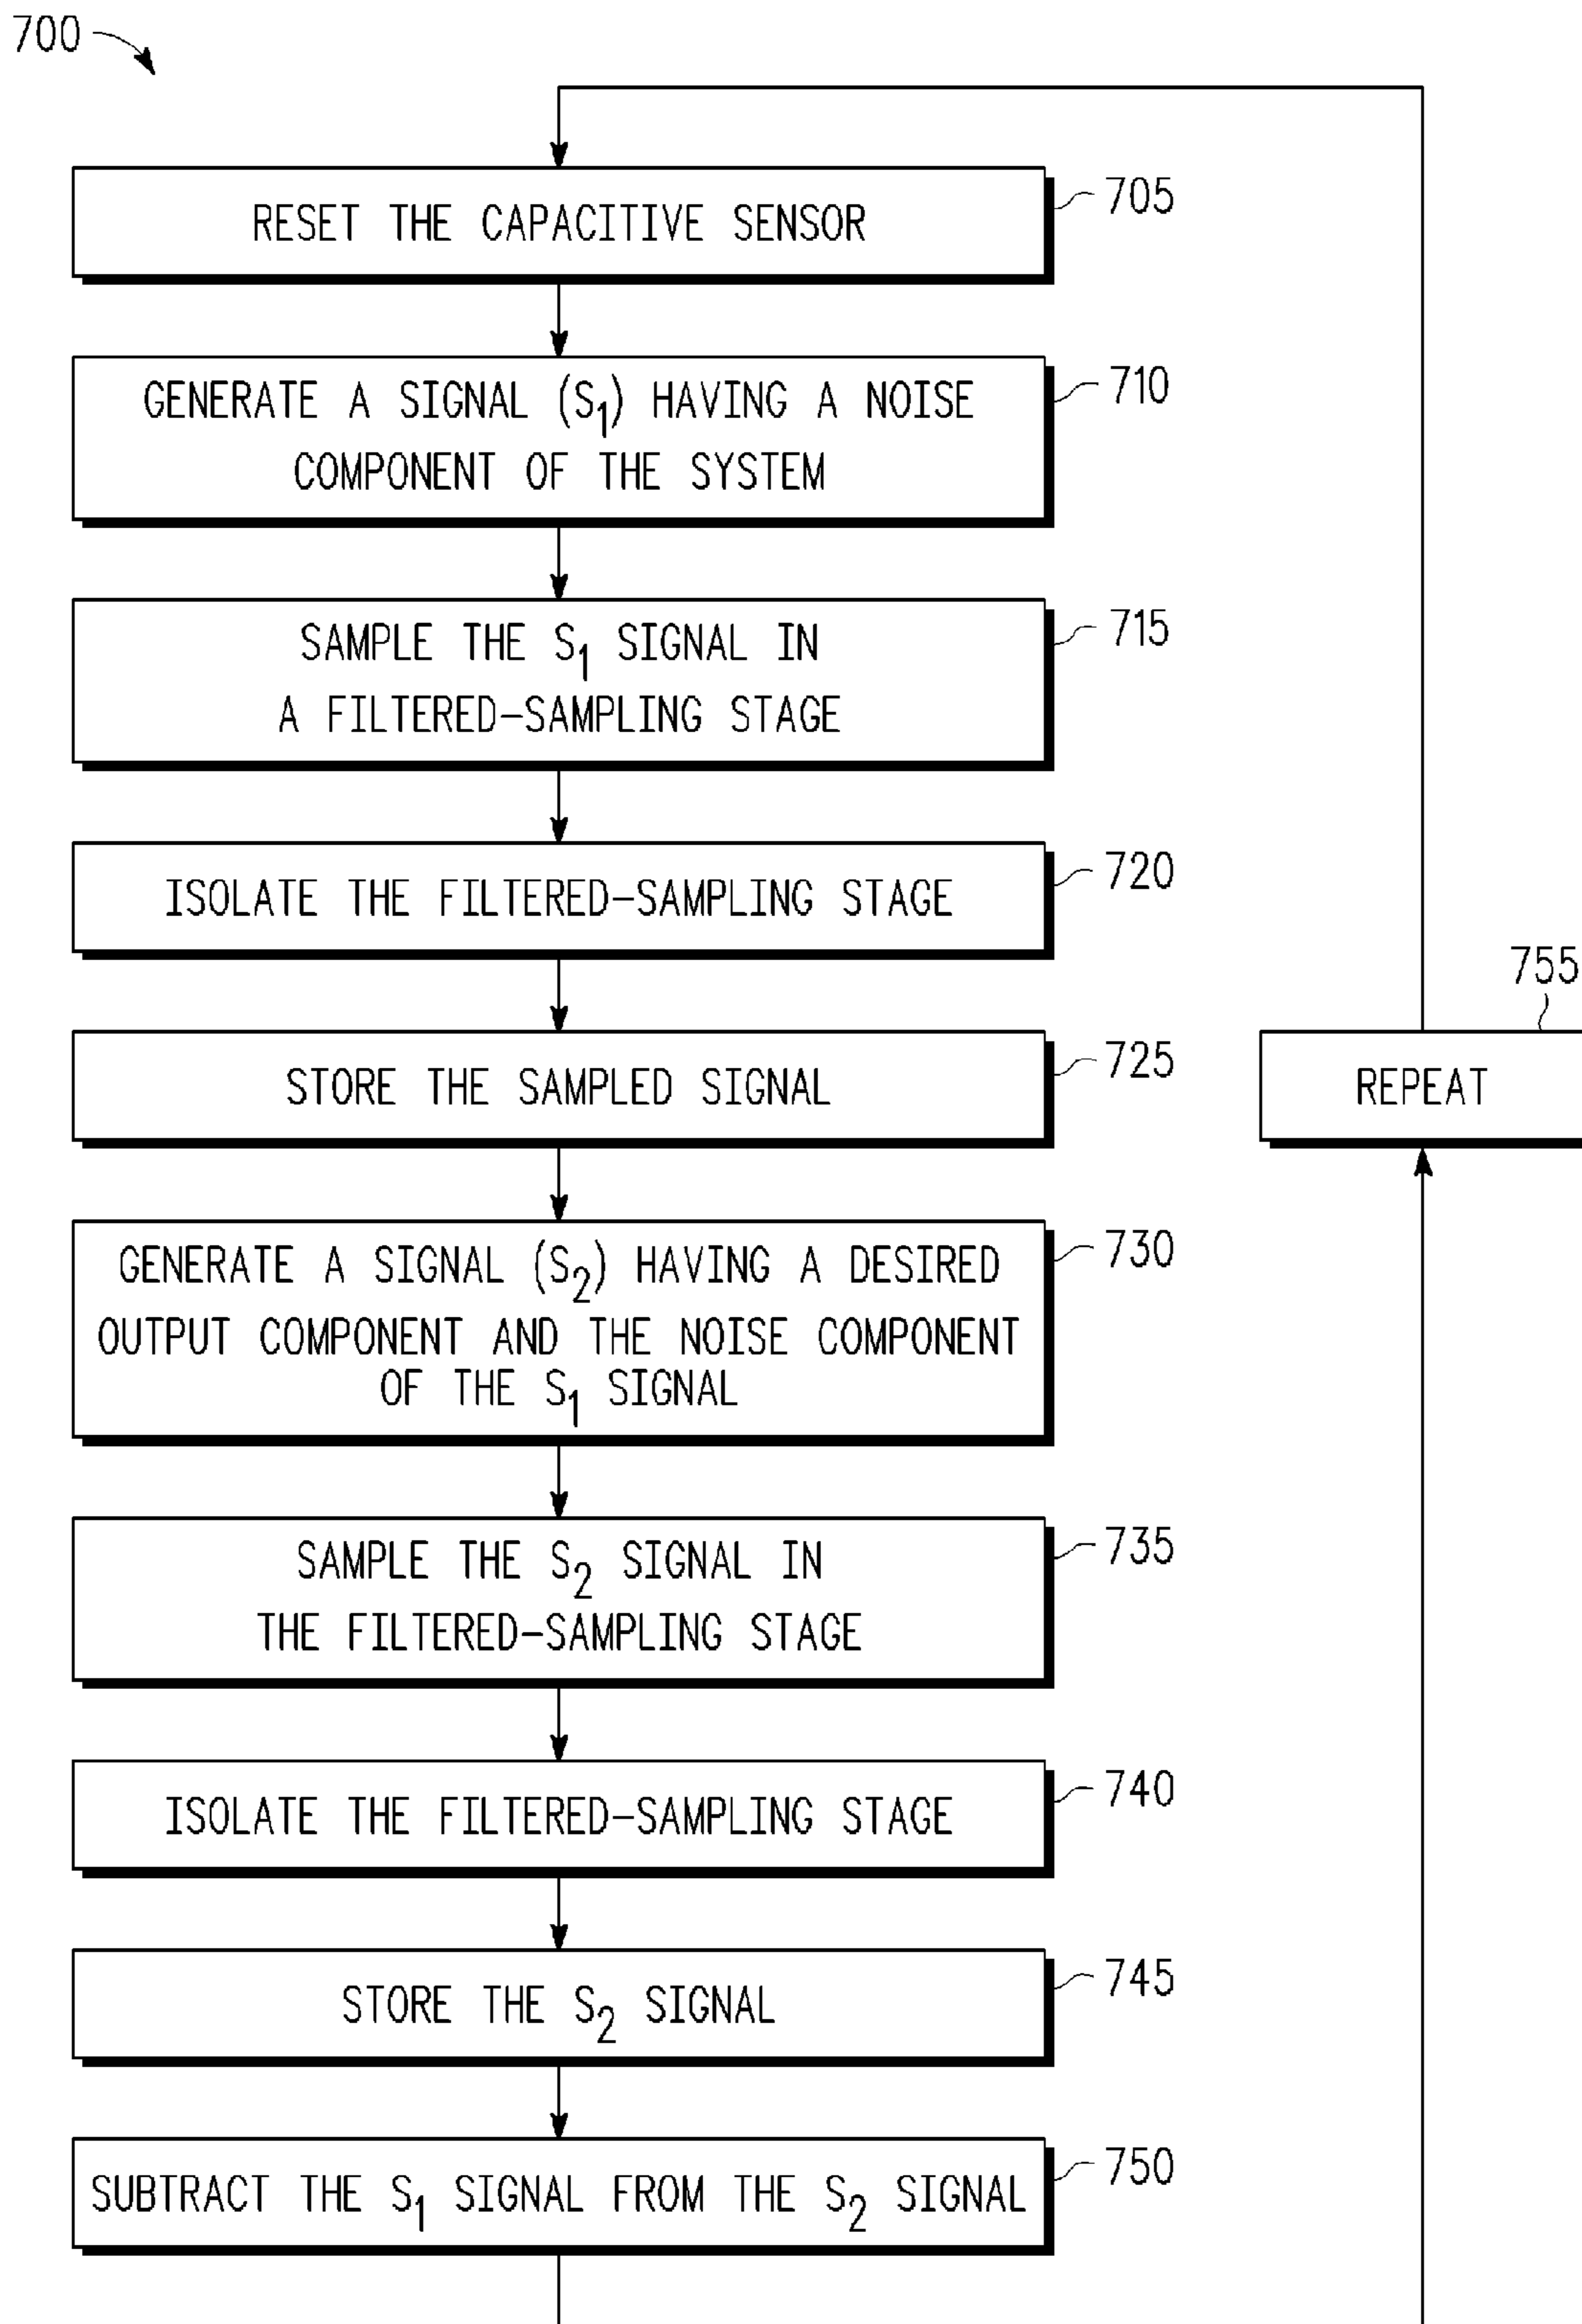 700
RESET THE CAPACITIVE SENSOR
705
GENERATE A SIGNAL (S1) HAVING A NOISE
COMPONENT OF THE SYSTEM
710
SAMPLE THE S1 SIGNAL IN
A FILTERED-SAMPLING STAGE
715
ISOLATE THE FILTERED-SAMPLING STAGE
720
STORE THE SAMPLED SIGNAL
725
755
REPEAT
GENERATE A SIGNAL (S2) HAVING A DESIRED
OUTPUT COMPONENT AND THE NOISE COMPONENT
OF THE S1 SIGNAL
730
SAMPLE THE S2 SIGNAL IN
THE FILTERED-SAMPLING STAGE
735
ISOLATE THE FILTERED-SAMPLING STAGE
740
STORE THE S2 SIGNAL
745
SUBTRACT THE S1 SIGNAL FROM THE S2 SIGNAL
750